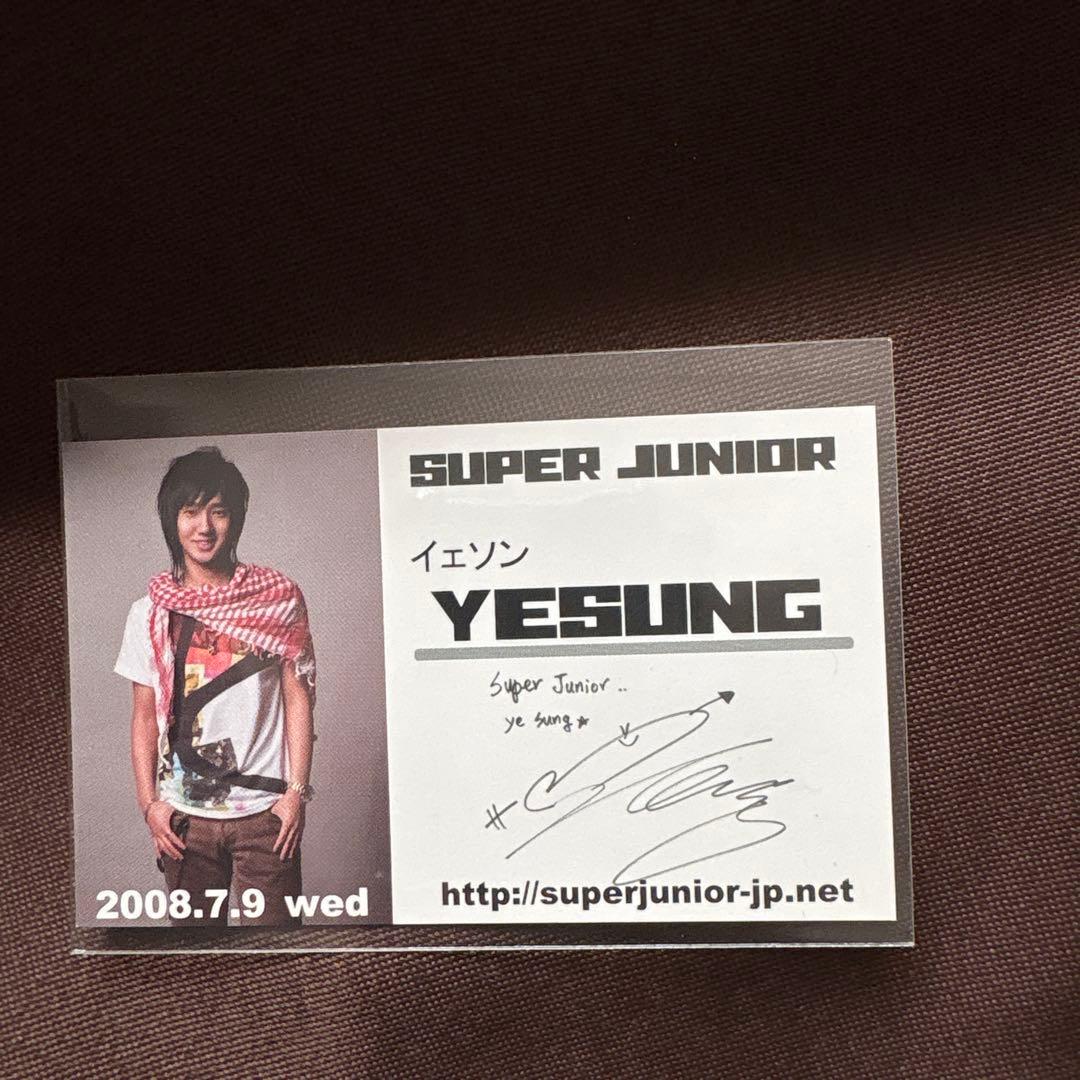 SUPER JUNIOR
イェソン
YESUNG
Super Junior..
ye sung☆
2008.7.9 wed
http://superjunior-jp.net